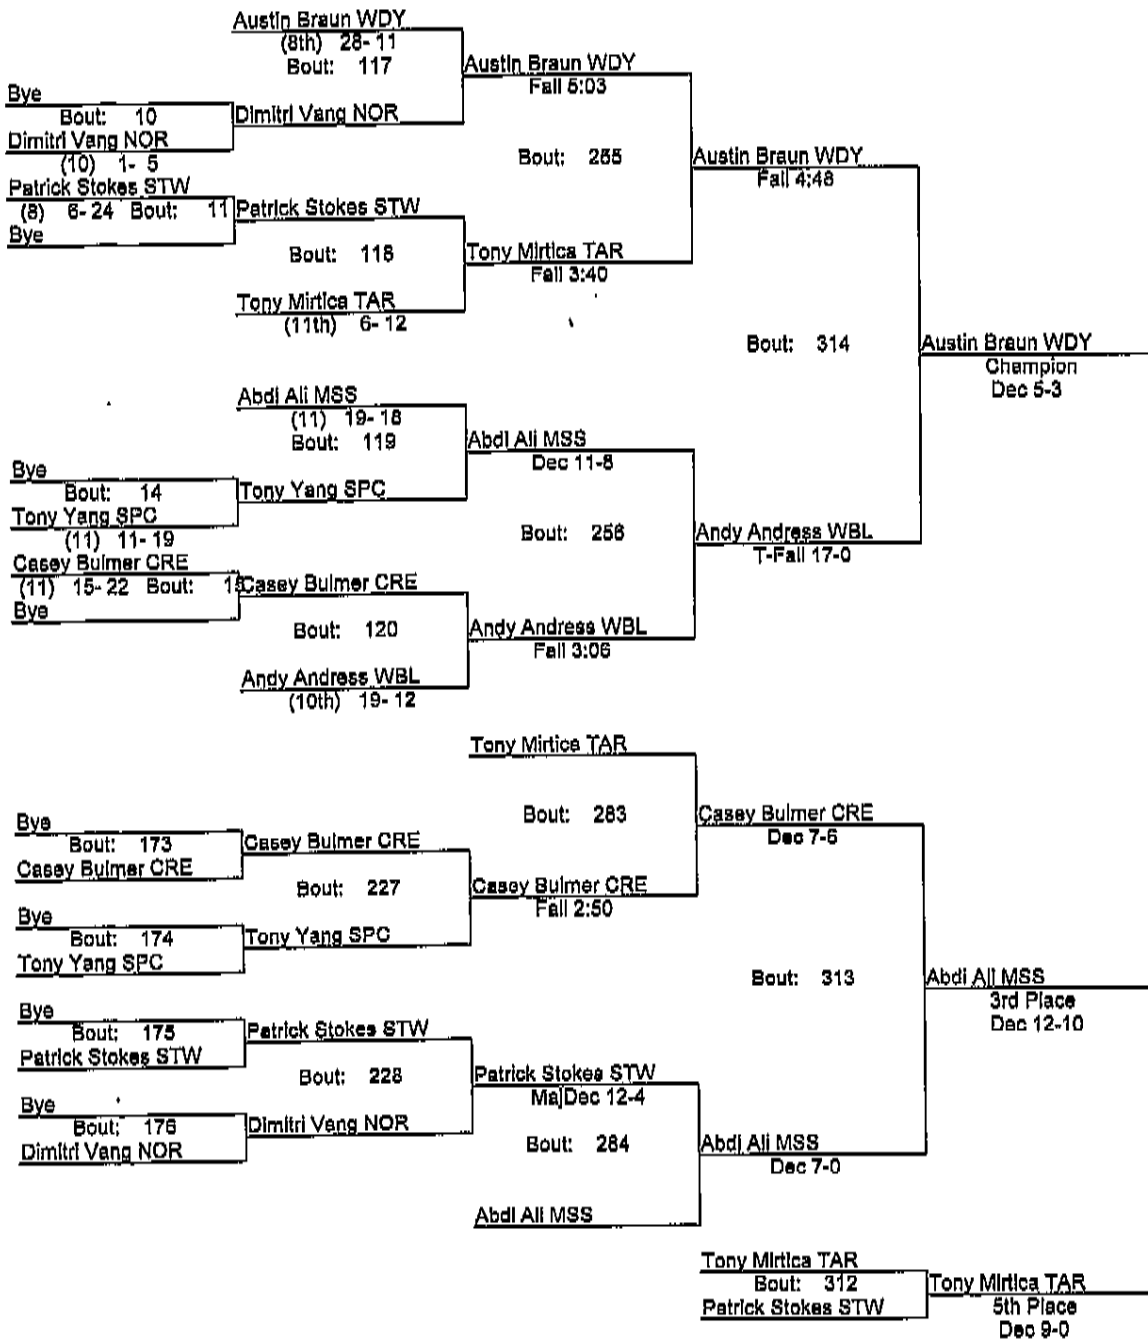 Austin Braun WDY
(8th) 28- 11
Bout: 117
Austin Braun WDY
Fall 5:03
Bye
Bout: 10
Dimitri Vang NOR
Dimitri Vang NOR
(10) 1- 5
Bout: 255
Austin Braun WDY
Fall 4:48
Patrick Stokes STW
(8) 6- 24 Bout: 11
Patrick Stokes STW
Bye
Bout: 118
Tony Mirtica TAR
Fall 3:40
Tony Mirtica TAR
(11th) 6- 12
Bout: 314
Austin Braun WDY
Champion
Dec 5-3
Abdi Ali MSS
(11) 19- 18
Bout: 119
Abdi Ali MSS
Dec 11-8
Bye
Bout: 14
Tony Yang SPC
Tony Yang SPC
(11) 11- 19
Bout: 256
Andy Andress WBL
T-Fall 17-0
Casey Bulmer CRE
(11) 15- 22 Bout: 15
Casey Bulmer CRE
Bye
Bout: 120
Andy Andress WBL
Fall 3:06
Andy Andress WBL
(10th) 19- 12
Tony Mirtica TAR
Bout: 283
Casey Bulmer CRE
Dec 7-6
Bye
Bout: 173
Casey Bulmer CRE
Casey Bulmer CRE
Bout: 227
Casey Bulmer CRE
Fall 2:50
Bye
Bout: 174
Tony Yang SPC
Tony Yang SPC
Bout: 313
Abdi Ali MSS
3rd Place
Dec 12-10
Bye
Bout: 175
Patrick Stokes STW
Patrick Stokes STW
Bout: 228
Patrick Stokes STW
MajDec 12-4
Bye
Bout: 176
Dimitri Vang NOR
Dimitri Vang NOR
Bout: 284
Abdi Ali MSS
Dec 7-0
Abdi Ali MSS
Tony Mirtica TAR
Bout: 312
Patrick Stokes STW
Tony Mirtica TAR
5th Place
Dec 9-0